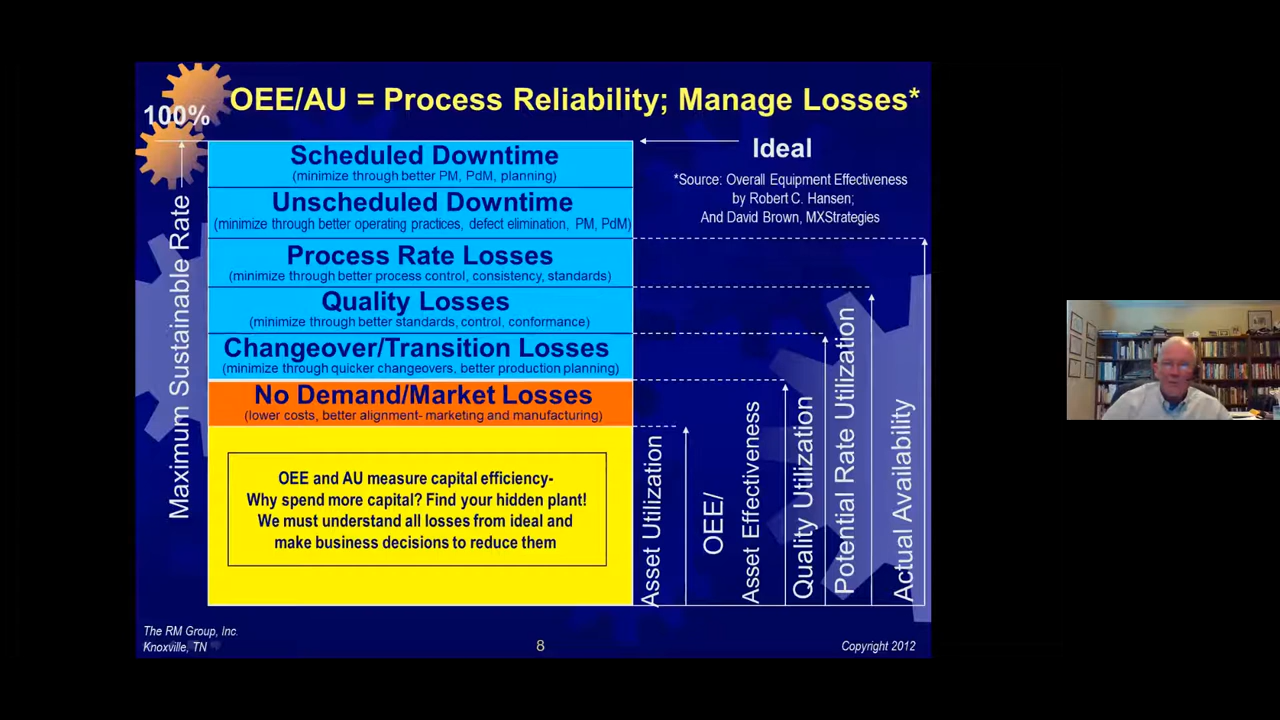 OEE/AU = Process Reliability; Manage Losses*
100%
Ideal
*Source: Overall Equipment Effectiveness
by Robert C. Hansen;
And David Brown, MXStrategies
Maximum Sustainable Rate
Scheduled Downtime
(minimize through better PM, PdM, planning)
Unscheduled Downtime
(minimize through better operating practices, defect elimination, PM, PdM)
Process Rate Losses
(minimize through better process control, consistency, standards)
Quality Losses
(minimize through better standards, control, conformance)
Changeover/Transition Losses
(minimize through quicker changeovers, better production planning)
No Demand/Market Losses
(lower costs, better alignment- marketing and manufacturing)
OEE and AU measure capital efficiency-
Why spend more capital? Find your hidden plant!
We must understand all losses from ideal and
make business decisions to reduce them
Asset Utilization
OEE/
Asset Effectiveness
Quality Utilization
Potential Rate Utilization
Actual Availability
The RM Group, Inc.
Knoxville, TN
8
Copyright 2012